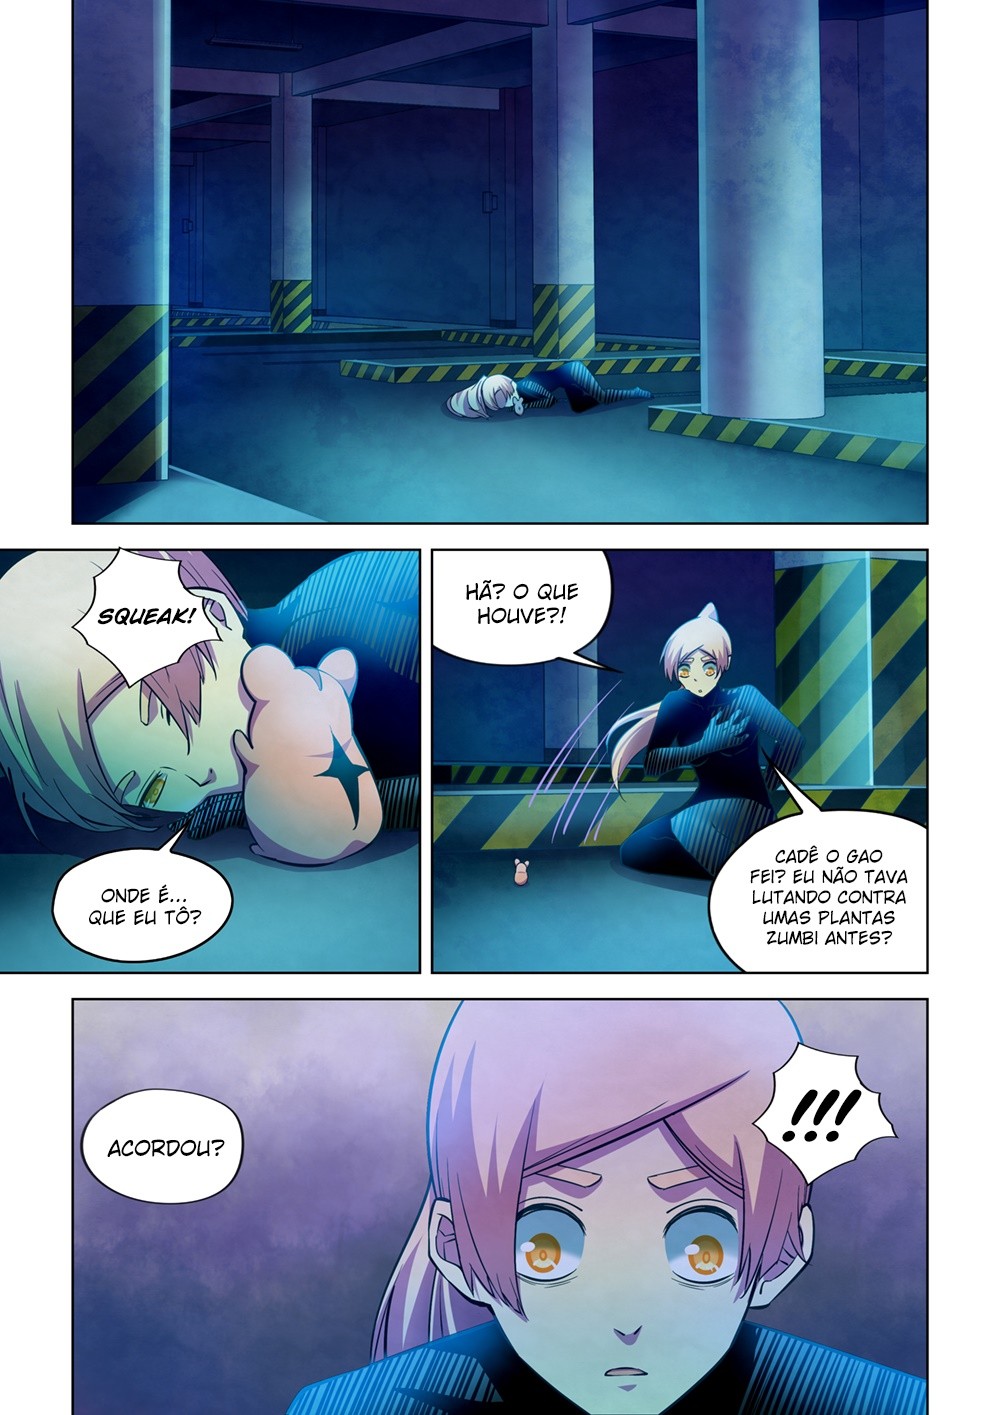 SQUEAK!
ONDE É...
QUE EU TÔ?
HÃ? O QUE
HOUVE?!
CADÊ O GAO
FEI? EU NÃO TAVA
LUTANDO CONTRA
UMAS PLANTAS
ZUMBI ANTES?
ACORDOU?
!!!